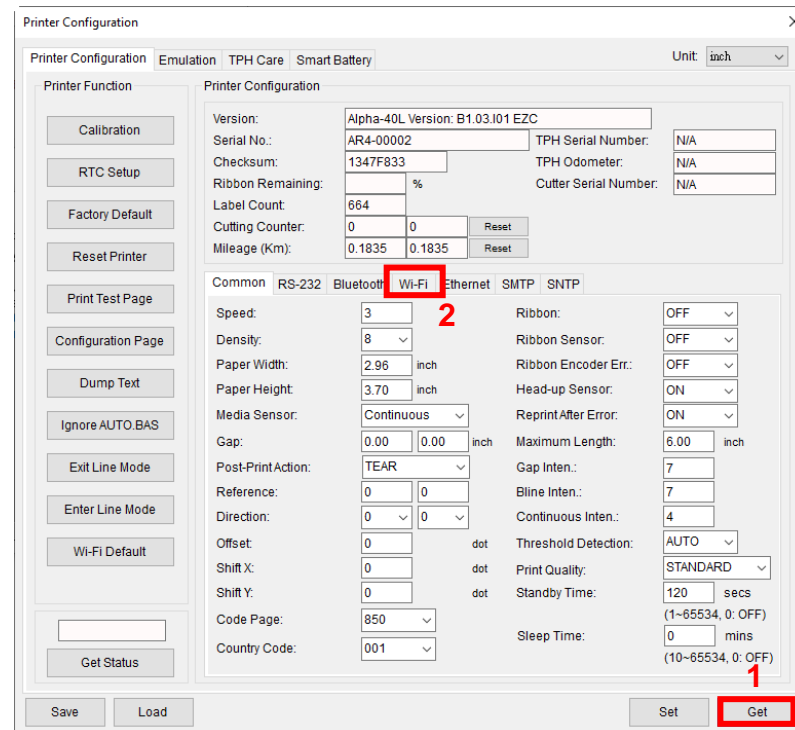 Printer Configuration
Printer Configuration Emulation TPH Care Smart Battery Unit: inch
Printer Function
Calibration
RTC Setup
Factory Default
Reset Printer
Print Test Page
Configuration Page
Dump Text
Ignore AUTO.BAS
Exit Line Mode
Enter Line Mode
Wi-Fi Default
Get Status
Printer Configuration
Version: Alpha-40L Version: B1.03.I01 EZC
Serial No.: AR4-00002 TPH Serial Number: N/A
Checksum: 1347F833 TPH Odometer: N/A
Ribbon Remaining: % Cutter Serial Number: N/A
Label Count: 664
Cutting Counter: 0 0 Reset
Mileage (Km): 0.1835 0.1835 Reset
Common RS-232 Bluetooth Wi-Fi Ethernet SMTP SNTP
2
Speed: 3 Ribbon: OFF
Density: 8 Ribbon Sensor: OFF
Paper Width: 2.96 inch Ribbon Encoder Err.: OFF
Paper Height: 3.70 inch Head-up Sensor: ON
Media Sensor: Continuous Reprint After Error: ON
Gap: 0.00 0.00 inch Maximum Length: 6.00 inch
Post-Print Action: TEAR Gap Inten.: 7
Reference: 0 0 Bline Inten.: 7
Direction: 0 0 Continuous Inten.: 4
Offset: 0 dot Threshold Detection: AUTO
Shift X: 0 dot Print Quality: STANDARD
Shift Y: 0 dot Standby Time: 120 secs
(1~65534, 0: OFF)
Code Page: 850
Sleep Time: 0 mins
Country Code: 001
(10~65534, 0: OFF)
1
Save Load Set Get